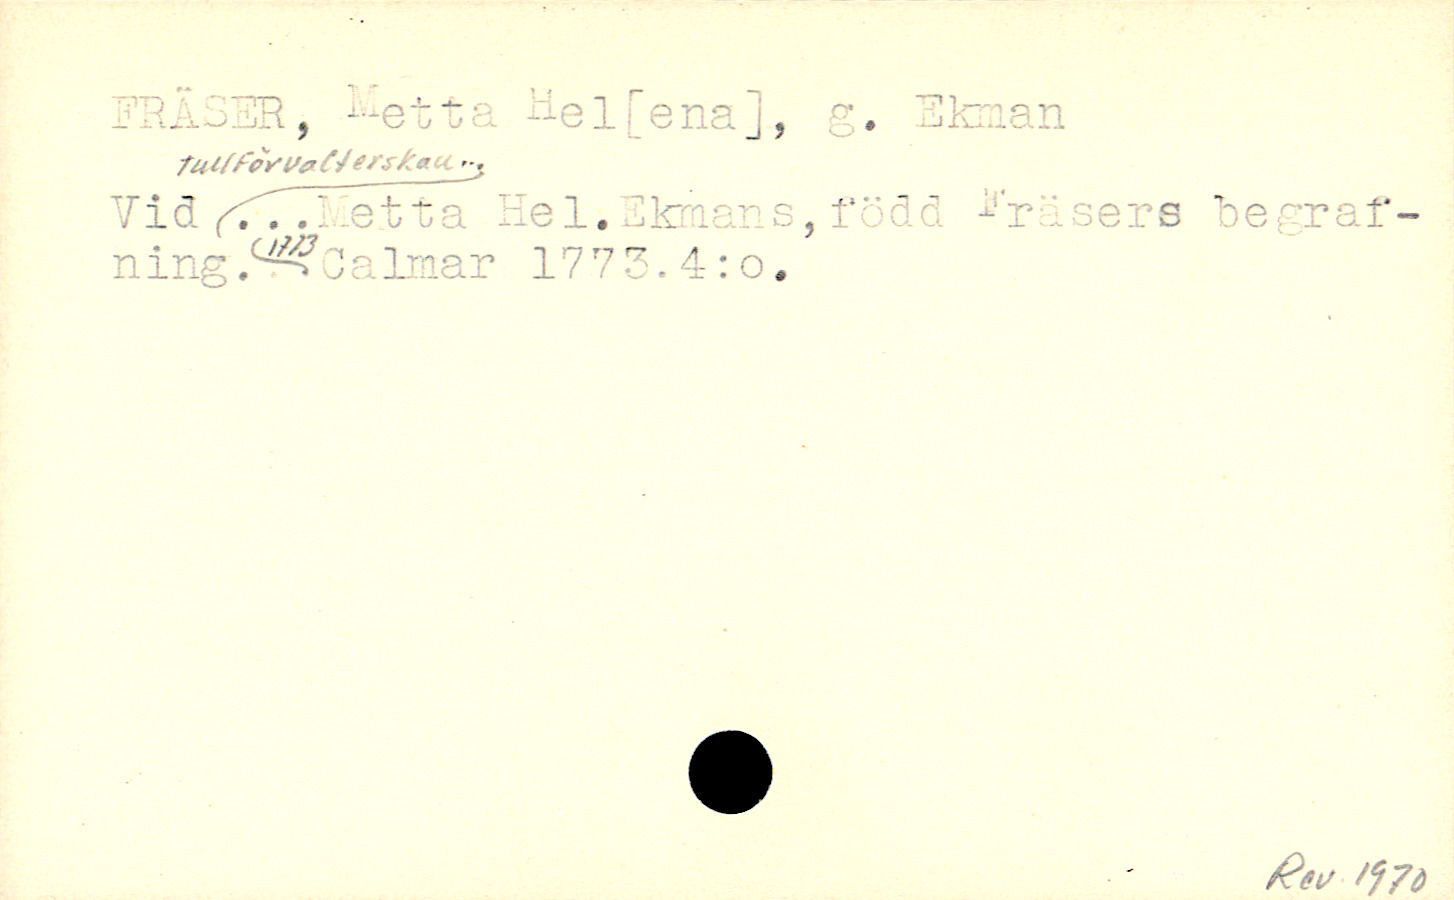 FRÄSER, Metta Hel[ena], g. Ekman
tullförvalterskan...
Vid ...Metta Hel.Ekmans,född Fräsers begraf-
ning. 1773 Calmar 1773.4:o.
Rev. 1970